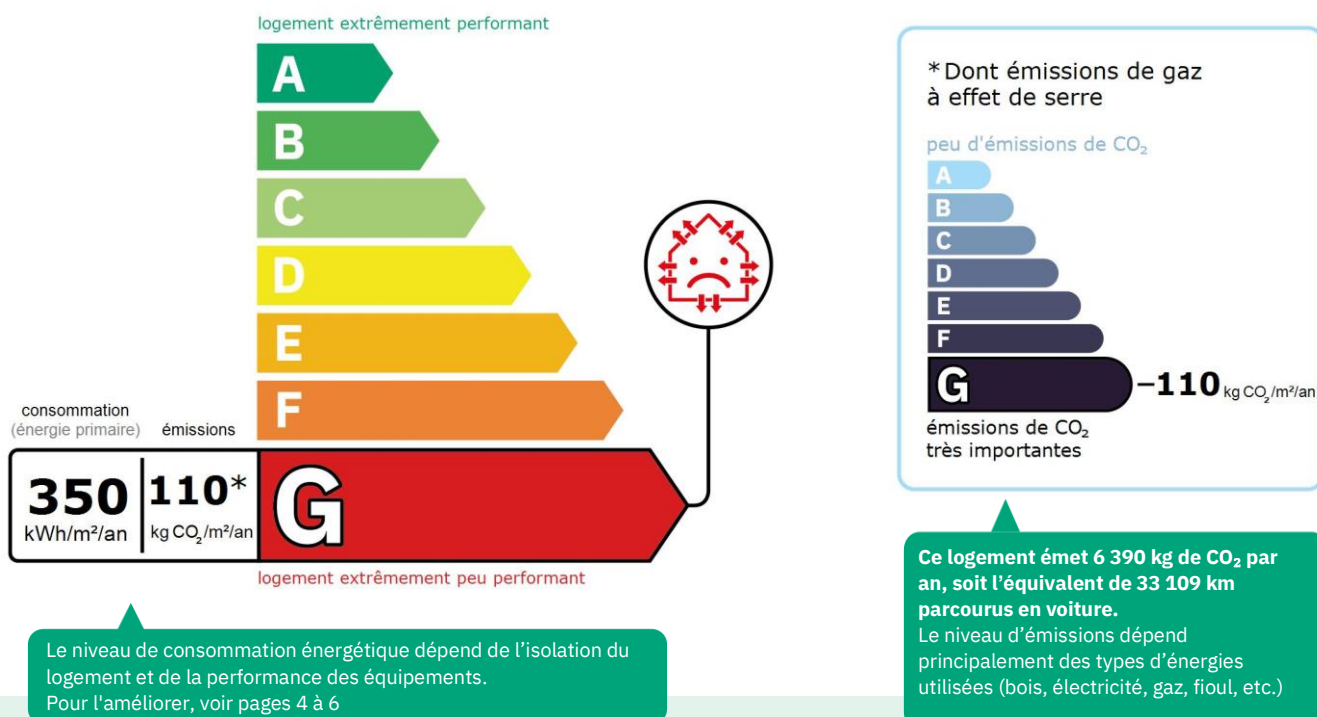 logement extrêmement performant
A
B
C
D
E
F
consommation
(énergie primaire)
émissions
350
kWh/m²/an
110*
kg CO₂/m²/an
G
logement extrêmement peu performant
Le niveau de consommation énergétique dépend de l'isolation du
logement et de la performance des équipements.
Pour l'améliorer, voir pages 4 à 6
*Dont émissions de gaz
à effet de serre
peu d'émissions de CO₂
A
B
C
D
E
F
G
–110 kg CO₂/m²/an
émissions de CO₂
très importantes
Ce logement émet 6 390 kg de CO₂ par
an, soit l’équivalent de 33 109 km
parcourus en voiture.
Le niveau d’émissions dépend
principalement des types d’énergies
utilisées (bois, électricité, gaz, fioul, etc.)